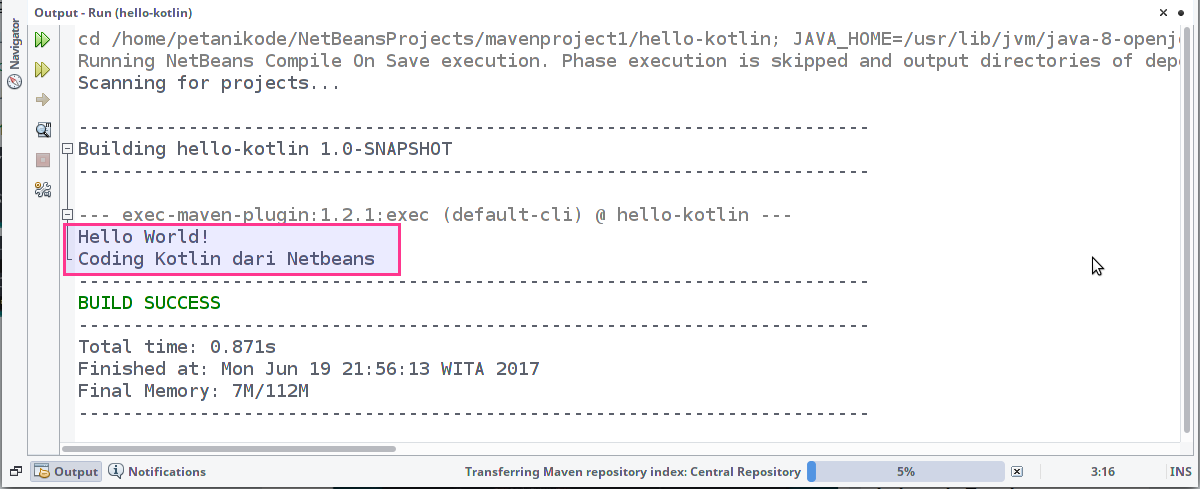 Output - Run (hello-kotlin)
Navigator
cd /home/petanikode/NetBeansProjects/mavenproject1/hello-kotlin; JAVA_HOME=/usr/lib/jvm/java-8-openj
Running NetBeans Compile On Save execution. Phase execution is skipped and output directories of dep
Scanning for projects...
------------------------------------------------------------------------
Building hello-kotlin 1.0-SNAPSHOT
------------------------------------------------------------------------
--- exec-maven-plugin:1.2.1:exec (default-cli) @ hello-kotlin ---
Hello World!
Coding Kotlin dari Netbeans
------------------------------------------------------------------------
BUILD SUCCESS
------------------------------------------------------------------------
Total time: 0.871s
Finished at: Mon Jun 19 21:56:13 WITA 2017
Final Memory: 7M/112M
------------------------------------------------------------------------
Output Notifications Transferring Maven repository index: Central Repository 5% 3:16 INS